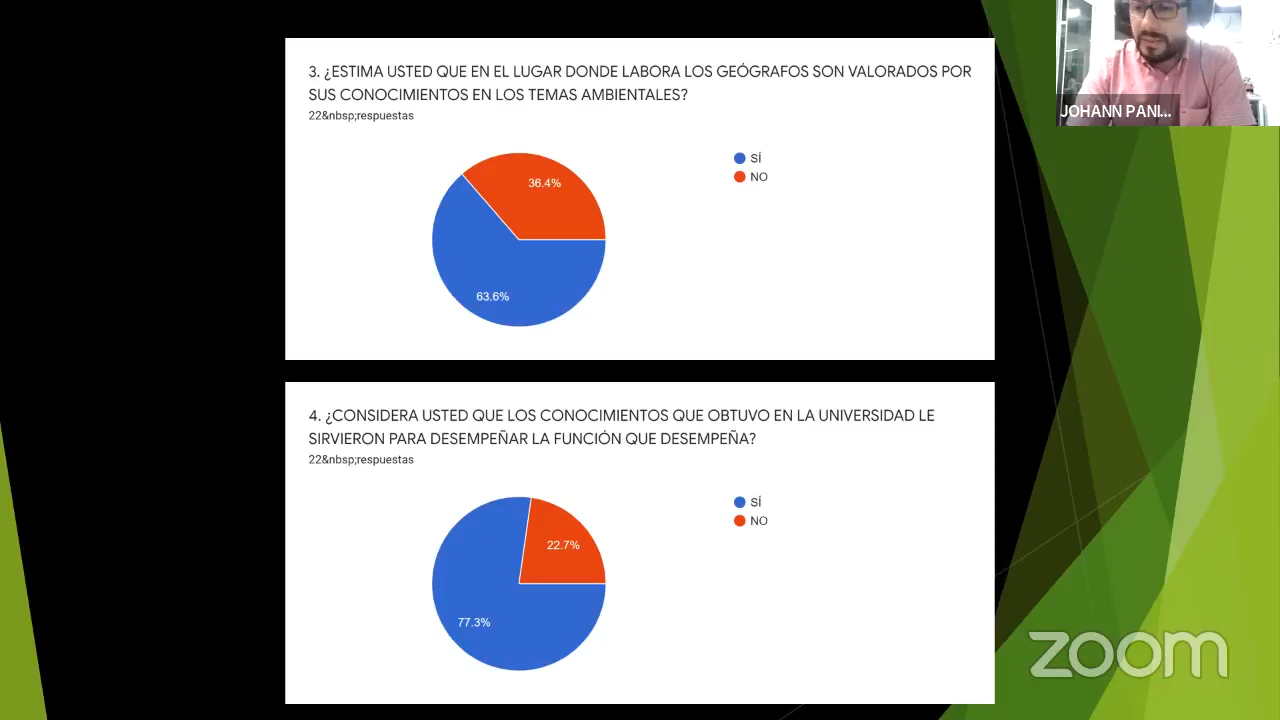 3. ¿ESTIMA USTED QUE EN EL LUGAR DONDE LABORA LOS GEÓGRAFOS SON VALORADOS POR
SUS CONOCIMIENTOS EN LOS TEMAS AMBIENTALES?
22&nbsp;respuestas
SÍ
NO
36.4%
63.6%
4. ¿CONSIDERA USTED QUE LOS CONOCIMIENTOS QUE OBTUVO EN LA UNIVERSIDAD LE
SIRVIERON PARA DESEMPEÑAR LA FUNCIÓN QUE DESEMPEÑA?
22&nbsp;respuestas
SÍ
NO
22.7%
77.3%
JOHANN PANI...
zoom